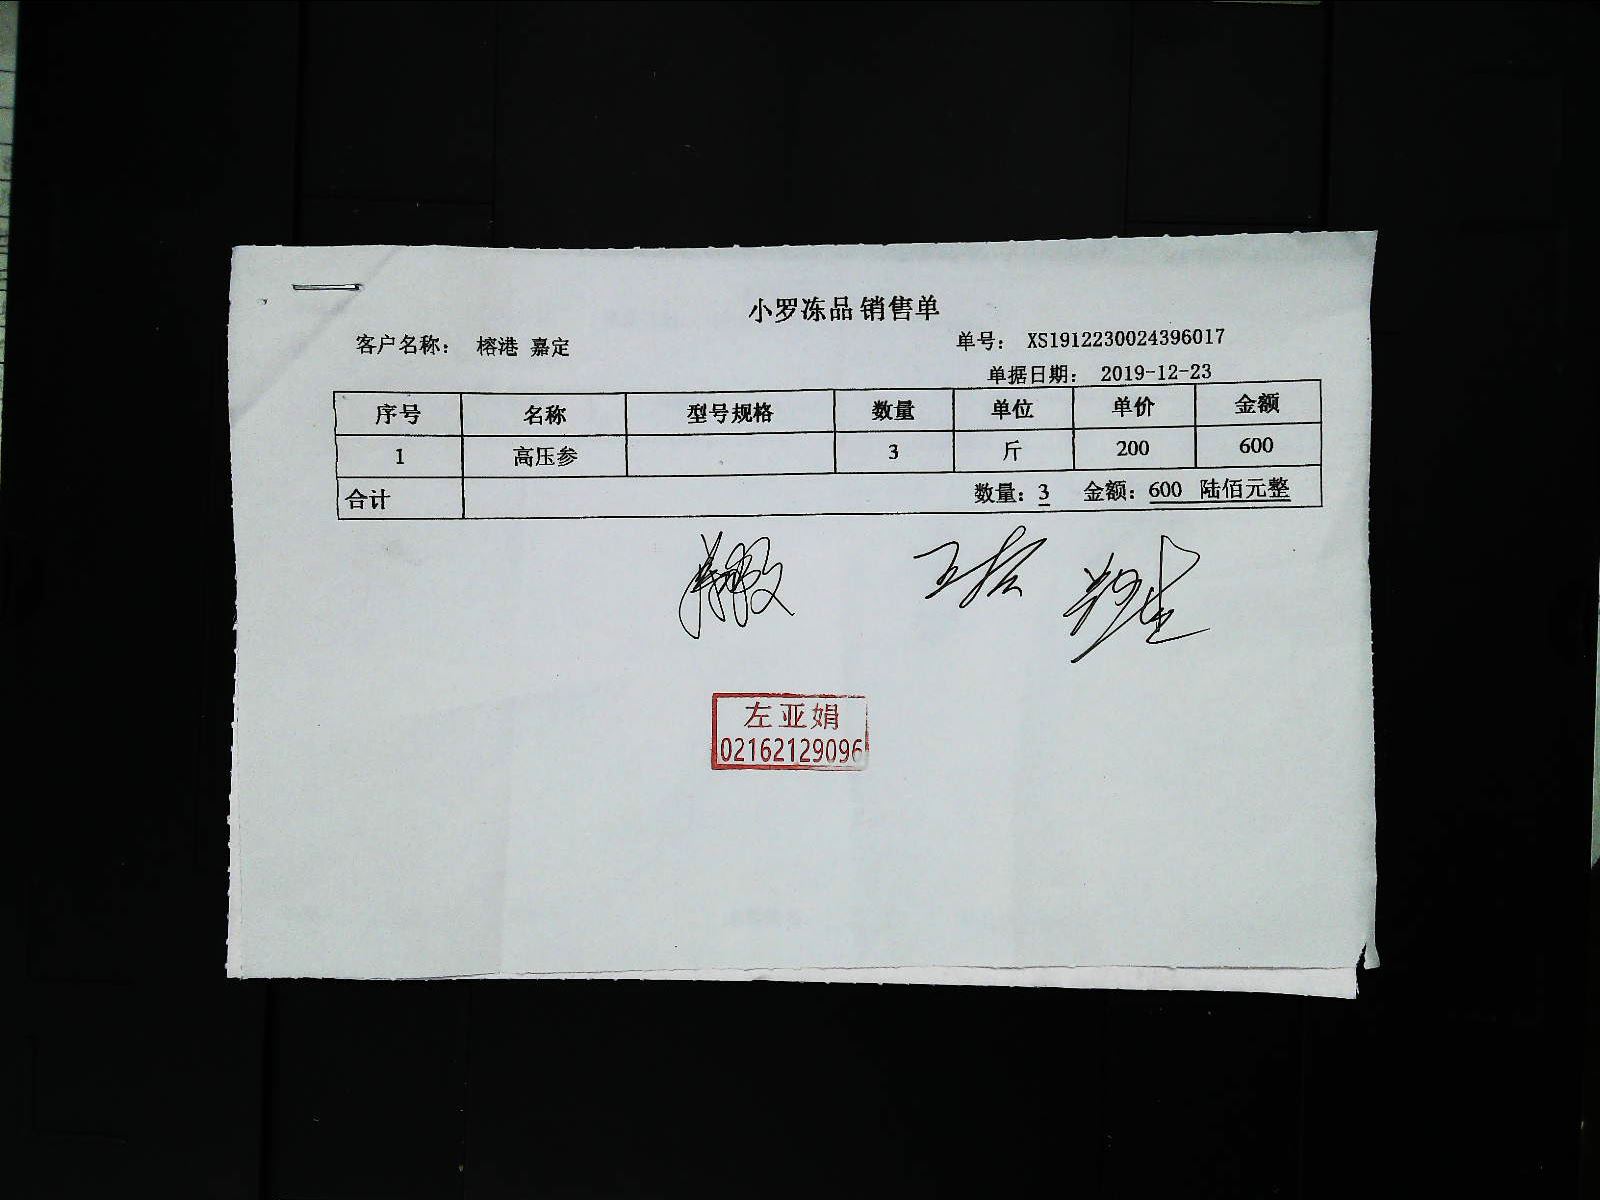 小罗冻品 销售单
客户名称： 榕港 嘉定 单号： XS1912230024396017
单据日期： 2019-12-23
序号 名称 型号规格 数量 单位 单价 金额
1 高压参 3 斤 200 600
合计 数量：3 金额：600 陆佰元整
左亚娟
02162129096